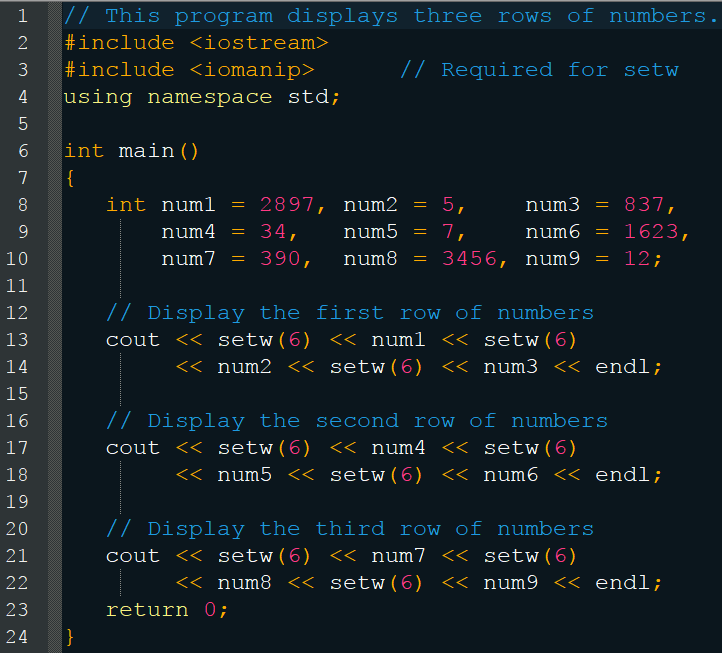 1 // This program displays three rows of numbers.
2 #include <iostream>
3 #include <iomanip>      // Required for setw
4 using namespace std;
5
6 int main()
7 {
8    int num1 = 2897, num2 = 5,    num3 = 837,
9        num4 = 34,   num5 = 7,    num6 = 1623,
10        num7 = 390,  num8 = 3456, num9 = 12;
11
12    // Display the first row of numbers
13    cout << setw(6) << num1 << setw(6)
14         << num2 << setw(6) << num3 << endl;
15
16    // Display the second row of numbers
17    cout << setw(6) << num4 << setw(6)
18         << num5 << setw(6) << num6 << endl;
19
20    // Display the third row of numbers
21    cout << setw(6) << num7 << setw(6)
22         << num8 << setw(6) << num9 << endl;
23    return 0;
24 }